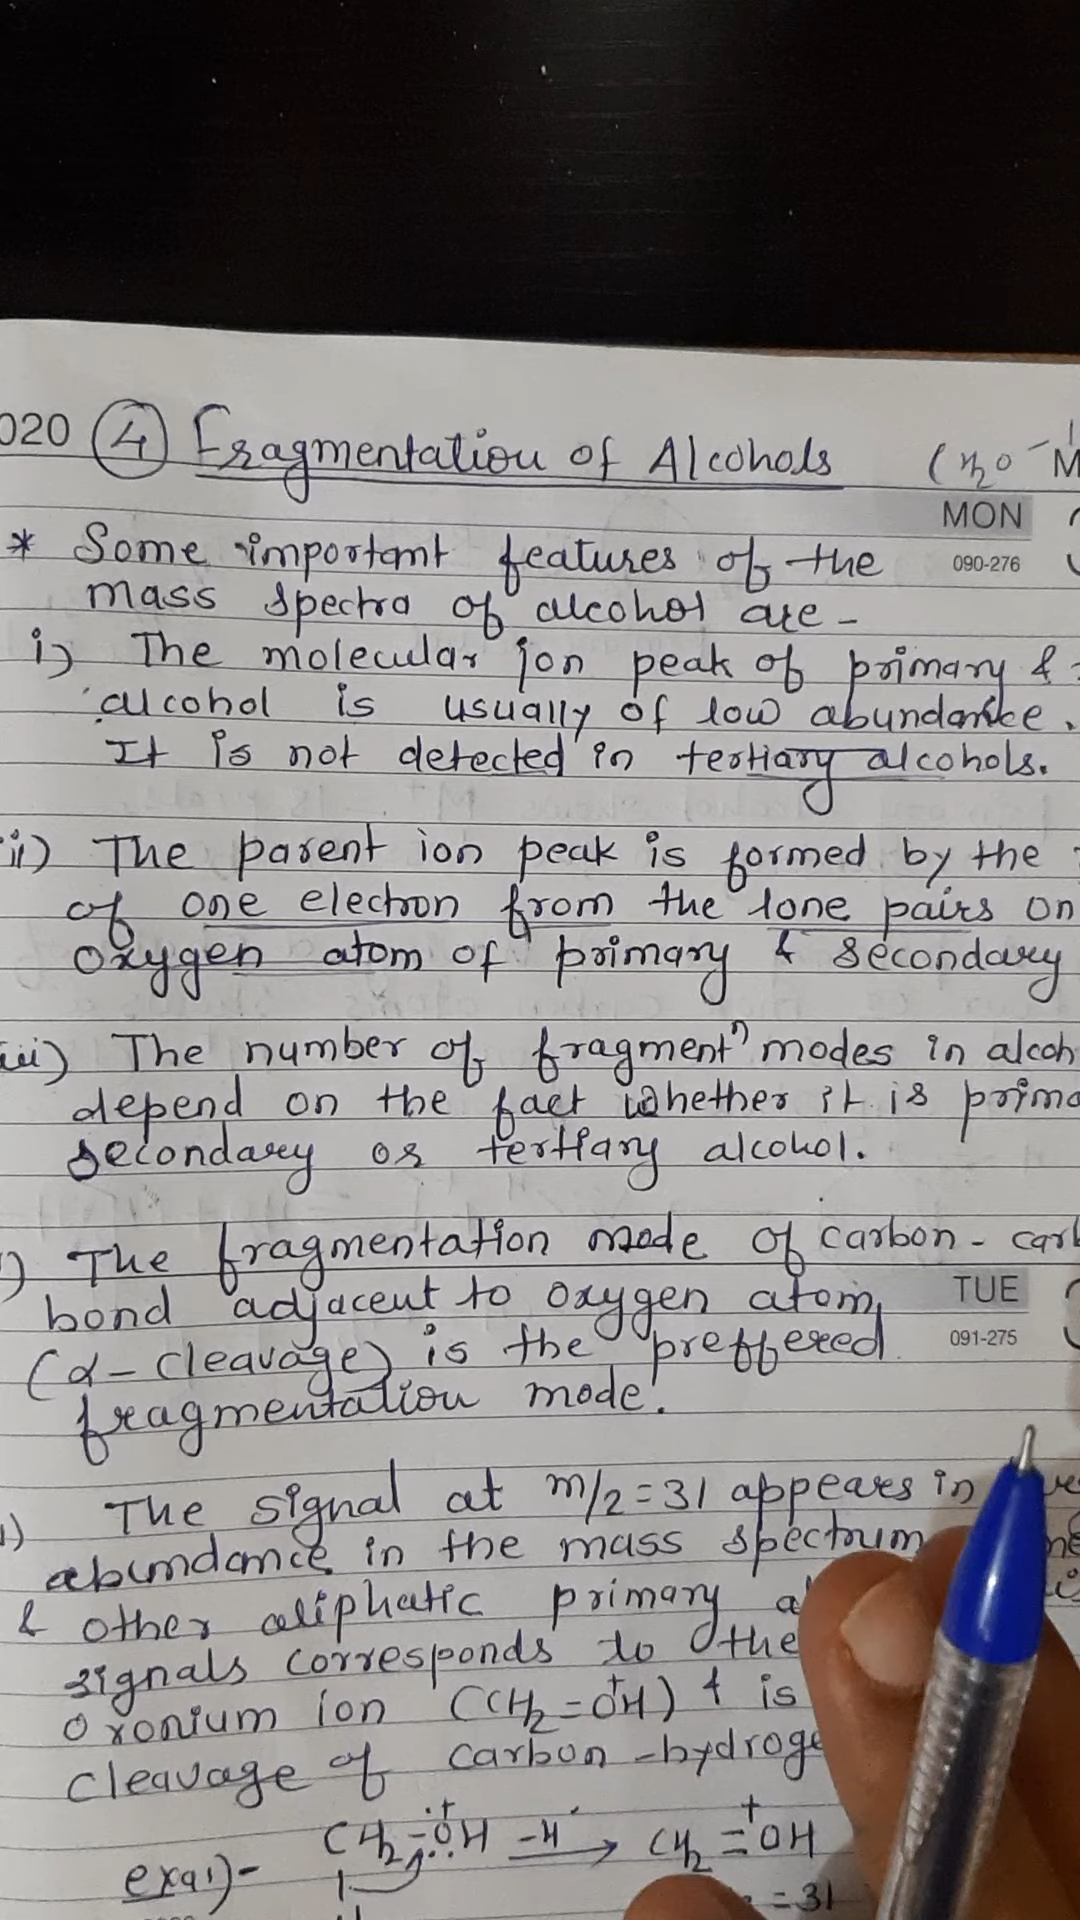 020 (4) Fragmentation of Alcohols
MON
090-276
* Some important features of the
mass spectra of alcohol are -
i) The molecular ion peak of primary &
alcohol is usually of low abundance.
It is not detected in tertiary alcohols.
ii) The parent ion peak is formed by the
of one electron from the lone pairs on
oxygen atom of primary & secondary
iii) The number of fragmentⁿ modes in alcoh
depend on the fact whether it is prima
secondary or tertiary alcohol.
) The fragmentation mode of carbon - carb
bond adjacent to oxygen atom,
TUE
091-275
(α - cleavage) is the preffered
fragmentation mode.
) The signal at m/z = 31 appears in
abundance in the mass spectrum
& other aliphatic primary
signals corresponds to the
oxonium ion (CH₂=O⁺H) & is
cleavage of carbon - hydroge
exa1)- CH₂-O⁺H -H → CH₂=O⁺H
= 31